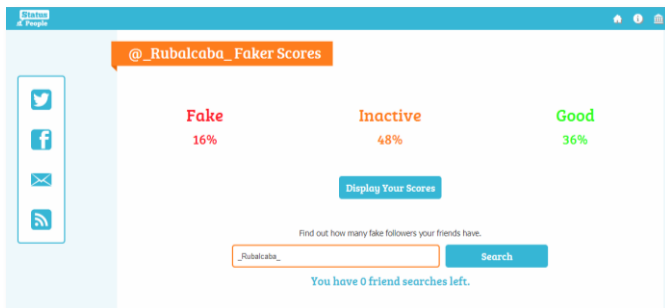 Status
People
@_Rubalcaba_ Faker Scores
Fake
Inactive
Good
16%
48%
36%
Display Your Scores
Find out how many fake followers your friends have.
_Rubalcaba_
Search
You have 0 friend searches left.